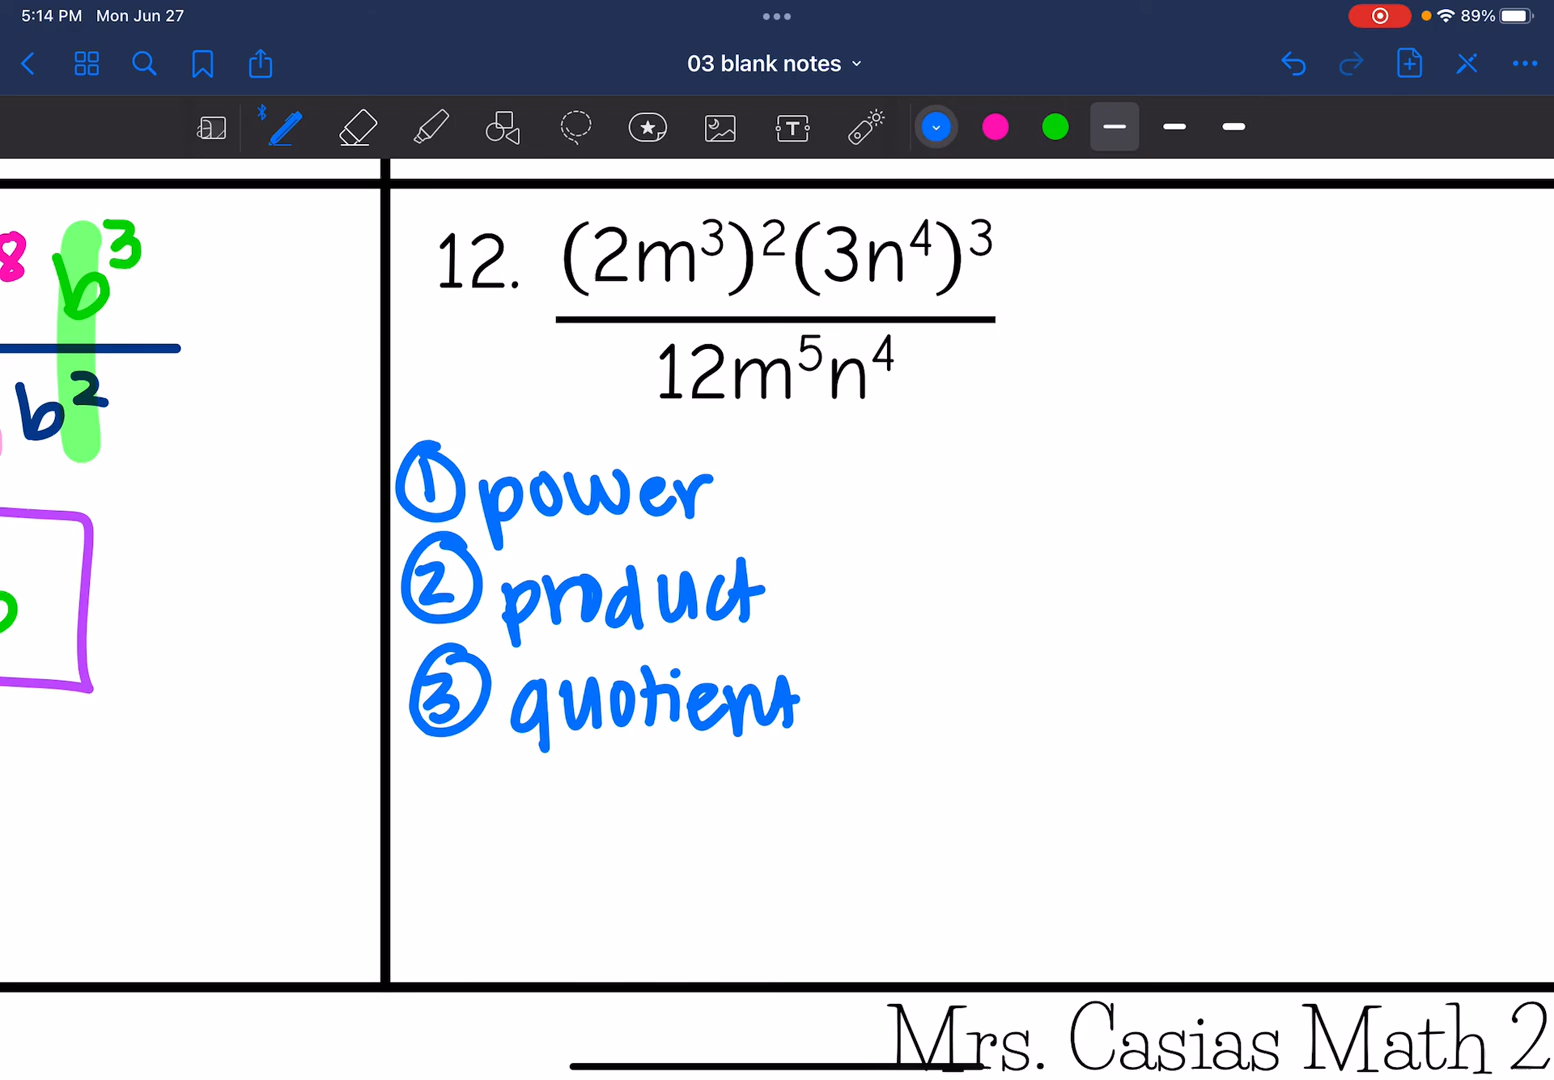 5:14 PM Mon Jun 27
89%
03 blank notes
T
8 b³
b²
12. (2m³)²(3n⁴)³
12m⁵n⁴
① power
② product
③ quotient
Mrs. Casias Math 2